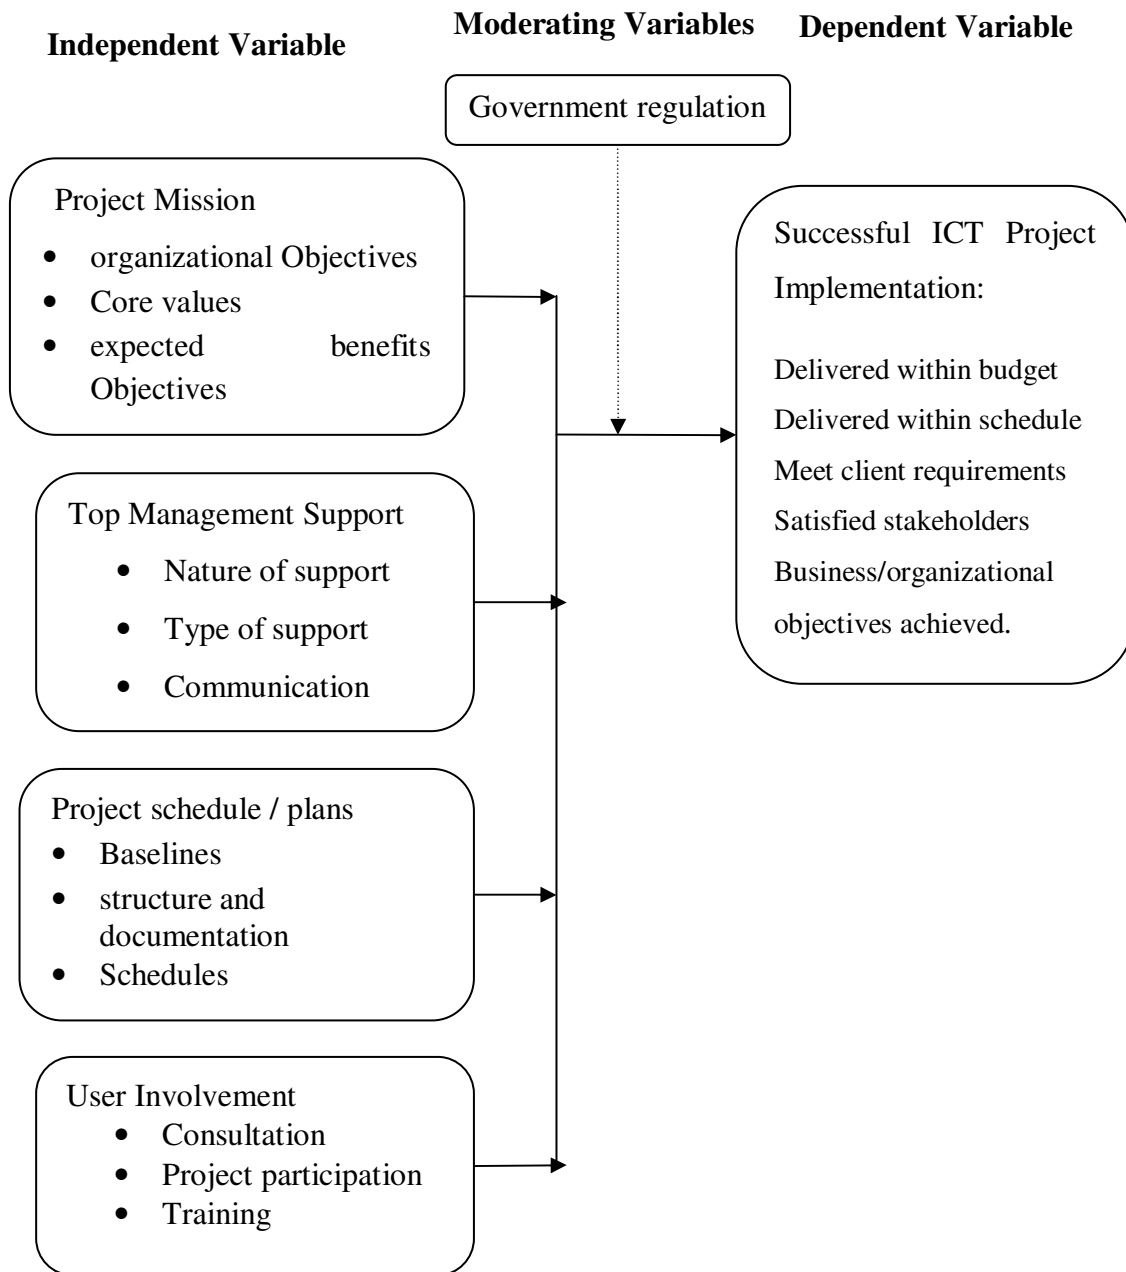 Independent Variable
Moderating Variables
Dependent Variable
Government regulation
Project Mission
• organizational Objectives
• Core values
• expected benefits
Objectives
Top Management Support
• Nature of support
• Type of support
• Communication
Project schedule / plans
• Baselines
• structure and
documentation
• Schedules
User Involvement
• Consultation
• Project participation
• Training
Successful ICT Project
Implementation:
Delivered within budget
Delivered within schedule
Meet client requirements
Satisfied stakeholders
Business/organizational
objectives achieved.